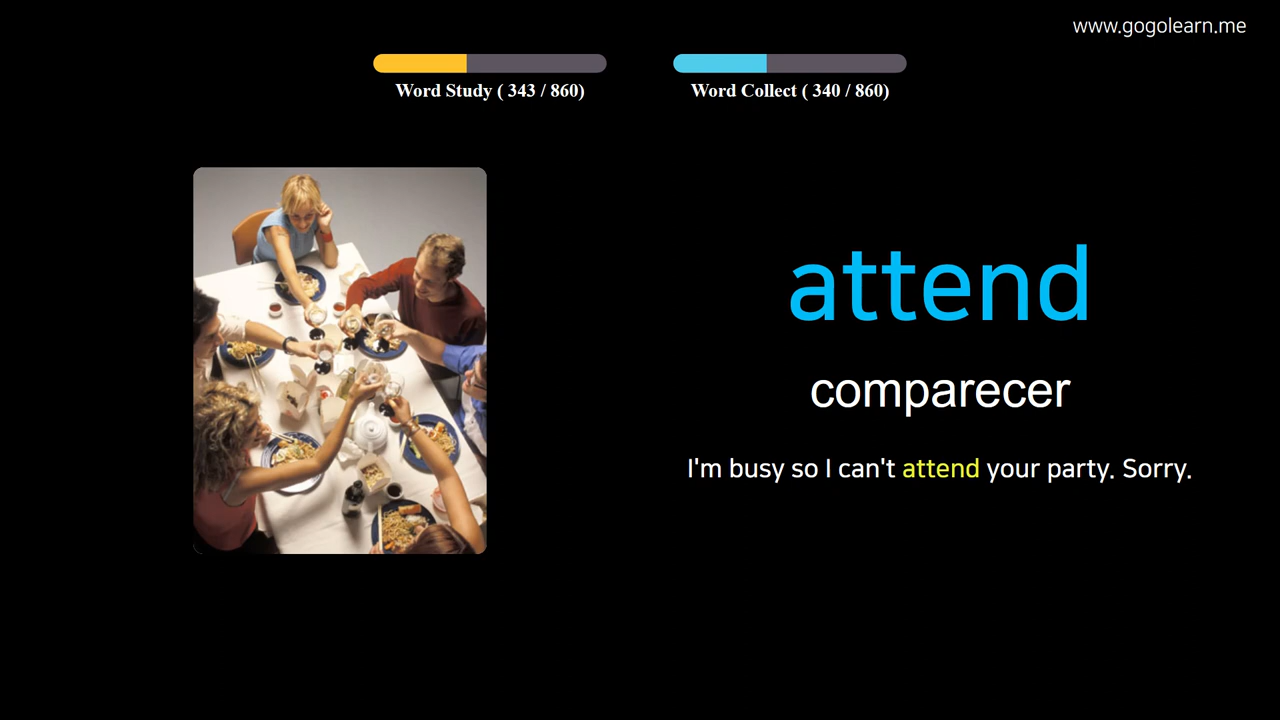 www.gogolearn.me
Word Study ( 343 / 860)
Word Collect ( 340 / 860)
attend
comparecer
I'm busy so I can't attend your party. Sorry.